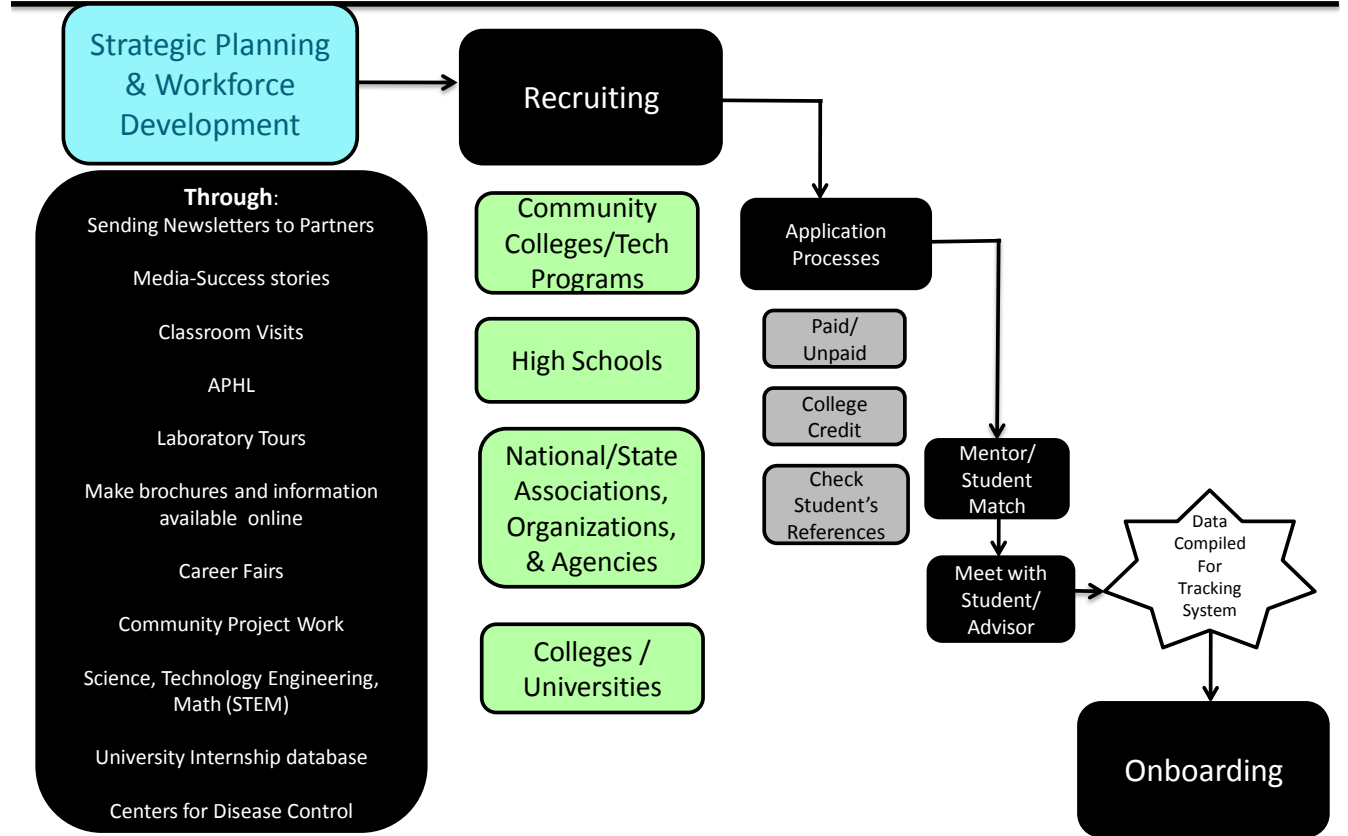 Strategic Planning
& Workforce
Development
Recruiting
Through:
Sending Newsletters to Partners
Media-Success stories
Classroom Visits
APHL
Laboratory Tours
Make brochures and information
available online
Career Fairs
Community Project Work
Science, Technology Engineering,
Math (STEM)
University Internship database
Centers for Disease Control
Community
Colleges/Tech
Programs
High Schools
National/State
Associations,
Organizations,
& Agencies
Colleges /
Universities
Application
Processes
Paid/
Unpaid
College
Credit
Check
Student’s
References
Mentor/
Student
Match
Meet with
Student/
Advisor
Data
Compiled
For
Tracking
System
Onboarding